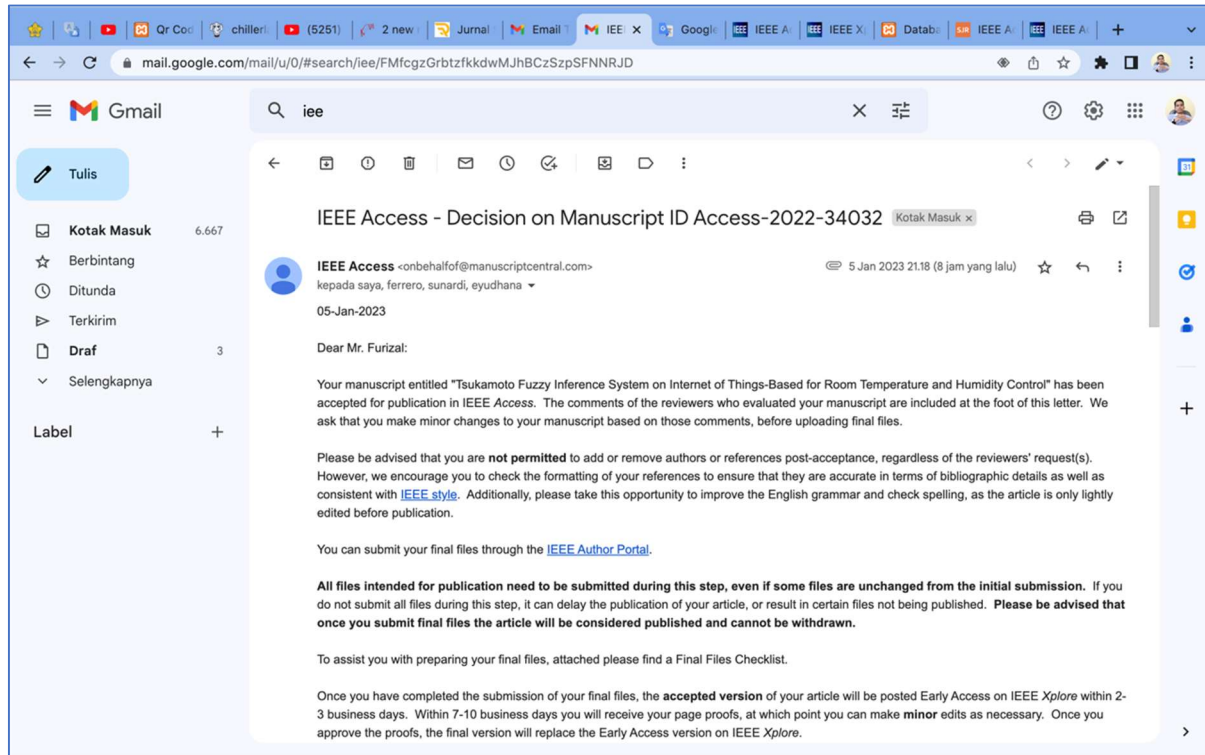 Qr Cod
chiller
(5251)
2 new
Jurnal
Email T
IEE
Google
IEEE A
IEEE X
Databa
SJR
IEEE A
IEEE A
mail.google.com/mail/u/0/#search/iee/FMfcgzGrbtzfkkdwMJhBCzSzpSFNNRJD
Gmail
iee
Tulis
Kotak Masuk 6.667
Berbintang
Ditunda
Terkirim
Draf 3
Selengkapnya
Label
31
IEEE Access - Decision on Manuscript ID Access-2022-34032 Kotak Masuk x
IEEE Access <onbehalfof@manuscriptcentral.com> 5 Jan 2023 21.18 (8 jam yang lalu)
kepada saya, ferrero, sunardi, eyudhana
05-Jan-2023
Dear Mr. Furizal:
Your manuscript entitled "Tsukamoto Fuzzy Inference System on Internet of Things-Based for Room Temperature and Humidity Control" has been
accepted for publication in IEEE Access. The comments of the reviewers who evaluated your manuscript are included at the foot of this letter. We
ask that you make minor changes to your manuscript based on those comments, before uploading final files.
Please be advised that you are not permitted to add or remove authors or references post-acceptance, regardless of the reviewers' request(s).
However, we encourage you to check the formatting of your references to ensure that they are accurate in terms of bibliographic details as well as
consistent with IEEE style. Additionally, please take this opportunity to improve the English grammar and check spelling, as the article is only lightly
edited before publication.
You can submit your final files through the IEEE Author Portal.
All files intended for publication need to be submitted during this step, even if some files are unchanged from the initial submission. If you
do not submit all files during this step, it can delay the publication of your article, or result in certain files not being published. Please be advised that
once you submit final files the article will be considered published and cannot be withdrawn.
To assist you with preparing your final files, attached please find a Final Files Checklist.
Once you have completed the submission of your final files, the accepted version of your article will be posted Early Access on IEEE Xplore within 2-
3 business days. Within 7-10 business days you will receive your page proofs, at which point you can make minor edits as necessary. Once you
approve the proofs, the final version will replace the Early Access version on IEEE Xplore.